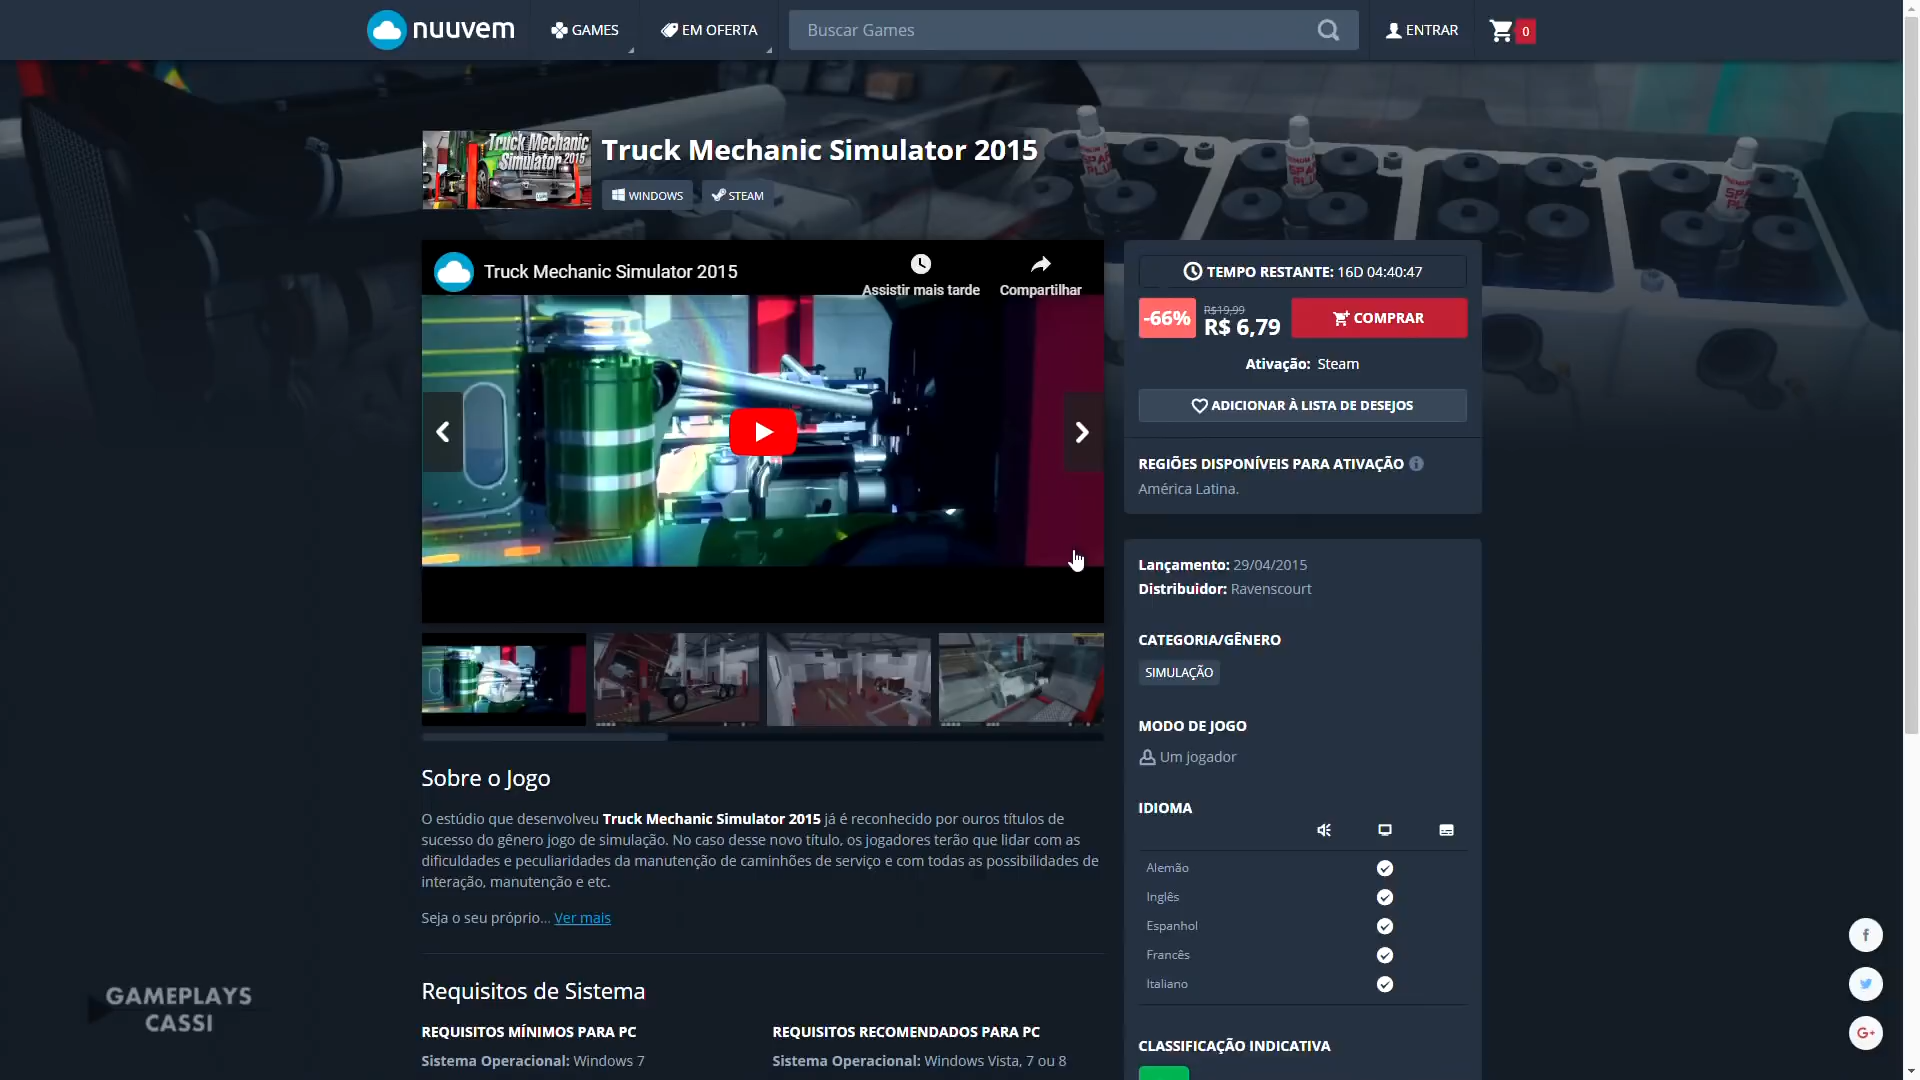 nuuvem
GAMES
EM OFERTA
Buscar Games
ENTRAR
0
Truck Mechanic
Simulator 2015
Truck Mechanic Simulator 2015
WINDOWS
STEAM
Truck Mechanic Simulator 2015
Assistir mais tarde
Compartilhar
TEMPO RESTANTE: 16D 04:40:47
-66%
R$19,99
R$ 6,79
COMPRAR
Ativação: Steam
ADICIONAR À LISTA DE DESEJOS
REGIÕES DISPONÍVEIS PARA ATIVAÇÃO
América Latina.
Lançamento: 29/04/2015
Distribuidor: Ravenscourt
CATEGORIA/GÊNERO
SIMULAÇÃO
MODO DE JOGO
Um jogador
IDIOMA
Alemão
Inglês
Espanhol
Francês
Italiano
CLASSIFICAÇÃO INDICATIVA
Sobre o Jogo
O estúdio que desenvolveu Truck Mechanic Simulator 2015 já é reconhecido por ouros títulos de
sucesso do gênero jogo de simulação. No caso desse novo título, os jogadores terão que lidar com as
dificuldades e peculiaridades da manutenção de caminhões de serviço e com todas as possibilidades de
interação, manutenção e etc.
Seja o seu próprio... Ver mais
Requisitos de Sistema
REQUISITOS MÍNIMOS PARA PC
Sistema Operacional: Windows 7
REQUISITOS RECOMENDADOS PARA PC
Sistema Operacional: Windows Vista, 7 ou 8
GAMEPLAYS
CASSI
f
G+